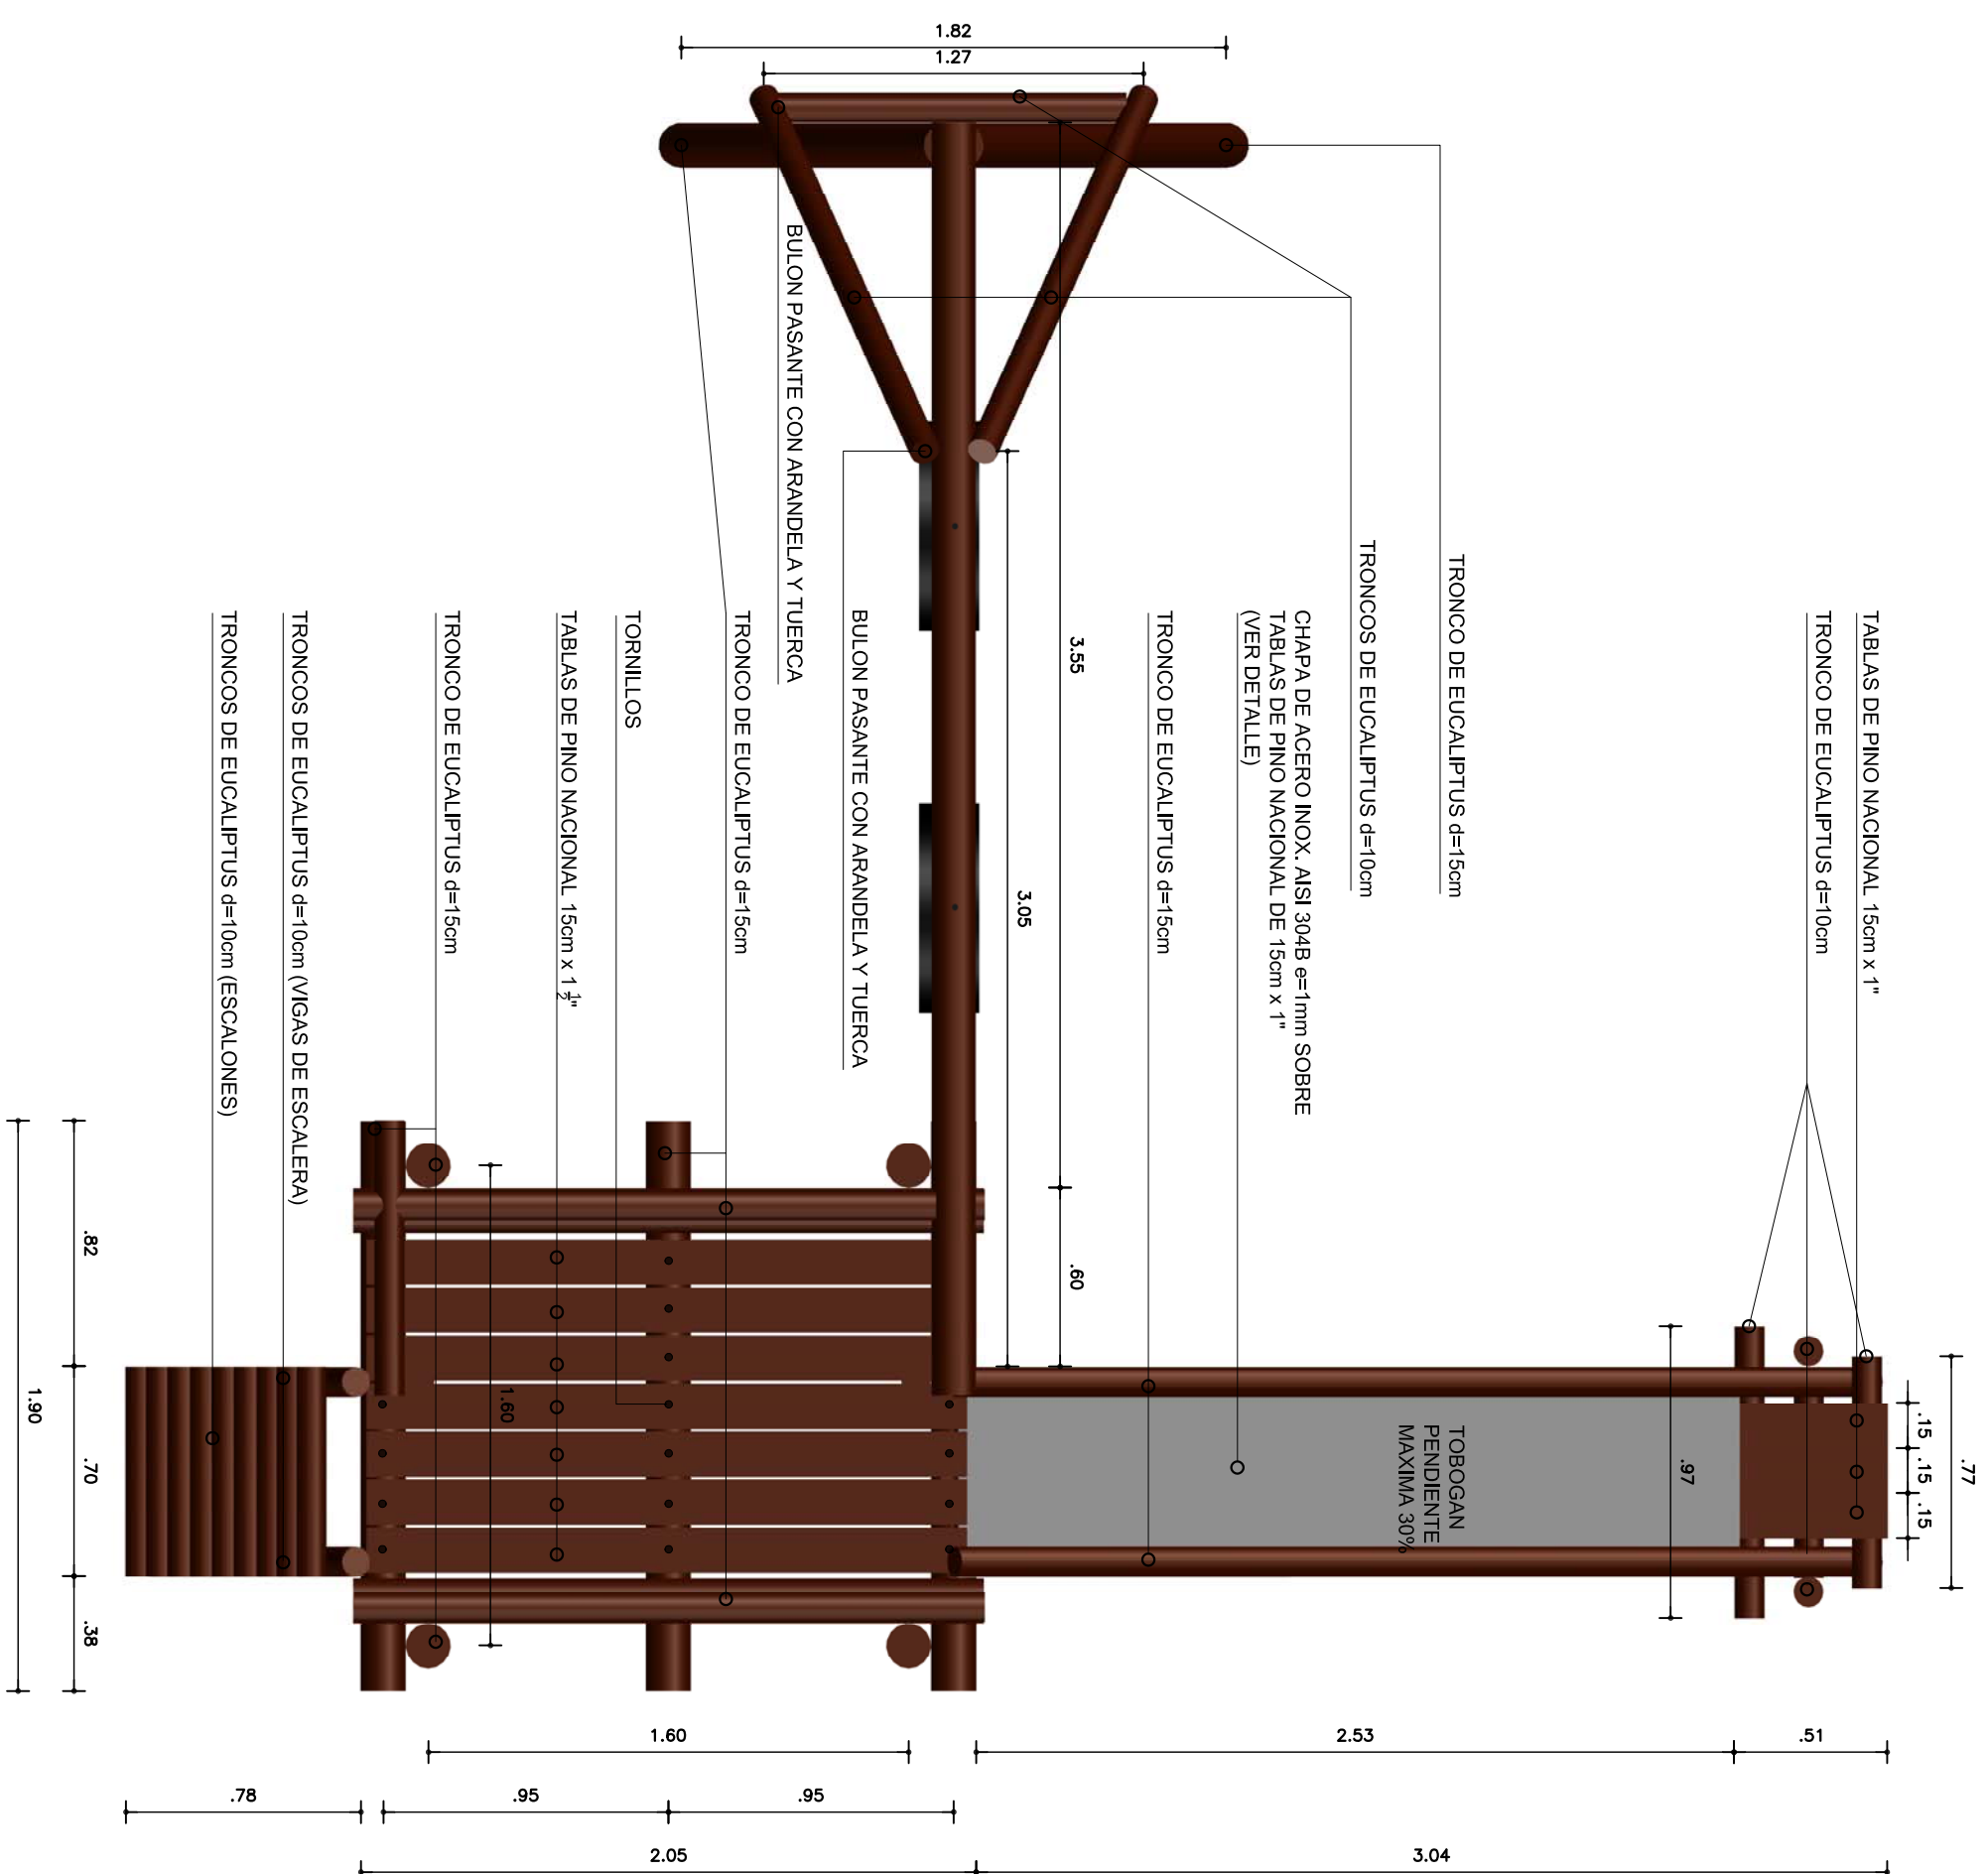 TABLAS DE PINO NACIONAL 15cm x 1"
TRONCO DE EUCALIPTUS d=10cm
TRONCO DE EUCALIPTUS d=15cm
TRONCOS DE EUCALIPTUS d=10cm
CHAPA DE ACERO INOX. AISI 304B e=1mm SOBRE
TABLAS DE PINO NACIONAL DE 15cm x 1"
(VER DETALLE)
TRONCO DE EUCALIPTUS d=15cm
BULON PASANTE CON ARANDELA Y TUERCA
BULON PASANTE CON ARANDELA Y TUERCA
TRONCO DE EUCALIPTUS d=15cm
TORNILLOS
TABLAS DE PINO NACIONAL 15cm x 1 1/2"
TRONCO DE EUCALIPTUS d=15cm
TRONCOS DE EUCALIPTUS d=10cm (VIGAS DE ESCALERA)
TRONCOS DE EUCALIPTUS d=10cm (ESCALONES)
TOBOGAN
PENDIENTE
MAXIMA 30%
1.82
1.27
3.55
3.05
.60
.77
.15
.15
.15
.97
1.60
.82
.70
.38
1.90
1.60
2.53
.51
.78
.95
.95
2.05
3.04